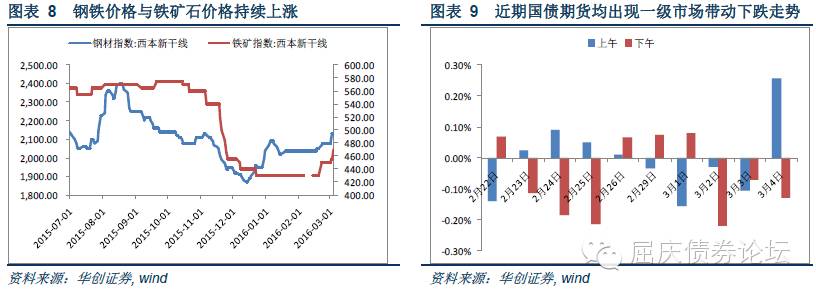 图表 8 钢铁价格与铁矿石价格持续上涨
钢材指数:西本新干线
铁矿指数:西本新干线
2,500.00
2,400.00
2,300.00
2,200.00
2,100.00
2,000.00
1,900.00
1,800.00
600.00
580.00
560.00
540.00
520.00
500.00
480.00
460.00
440.00
420.00
400.00
2015-07-01
2015-08-01
2015-09-01
2015-10-01
2015-11-01
2015-12-01
2016-01-01
2016-02-01
2016-03-01
资料来源：华创证券, wind
图表 9 近期国债期货均出现一级市场带动下跌走势
上午
下午
0.30%
0.20%
0.10%
0.00%
-0.10%
-0.20%
-0.30%
2月22日
2月23日
2月24日
2月25日
2月26日
2月29日
3月1日
3月2日
3月3日
3月4日
屈庆债券论坛
资料来源：华创证券, wind